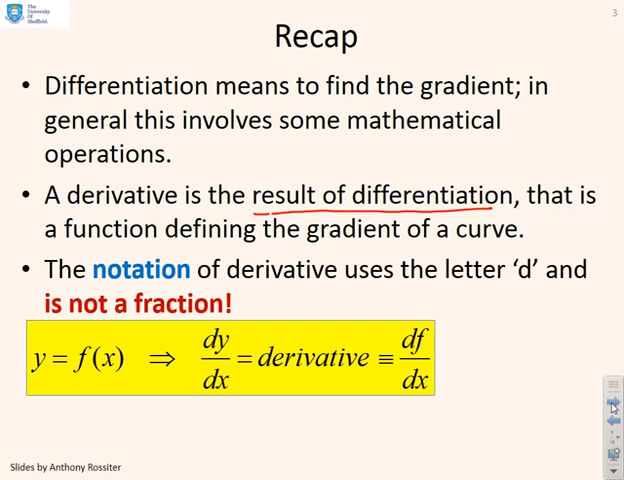 The
University
Of
Sheffield.
3
Recap
• Differentiation means to find the gradient; in
general this involves some mathematical
operations.
• A derivative is the result of differentiation, that is
a function defining the gradient of a curve.
• The notation of derivative uses the letter ‘d’ and
is not a fraction!
y = f(x) ⇒ dy/dx = derivative ≡ df/dx
Slides by Anthony Rossiter